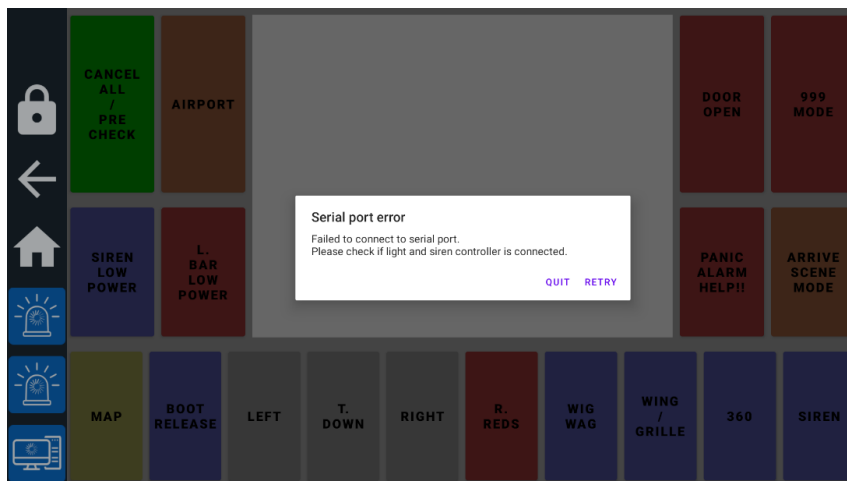 CANCEL
ALL
/
PRE
CHECK
AIRPORT
DOOR
OPEN
999
MODE
Serial port error
Failed to connect to serial port.
Please check if light and siren controller is connected.
QUIT RETRY
SIREN
LOW
POWER
L.
BAR
LOW
POWER
PANIC
ALARM
HELP!!
ARRIVE
SCENE
MODE
MAP
BOOT
RELEASE
LEFT
T.
DOWN
RIGHT
R.
REDS
WIG
WAG
WING
/
GRILLE
360
SIREN